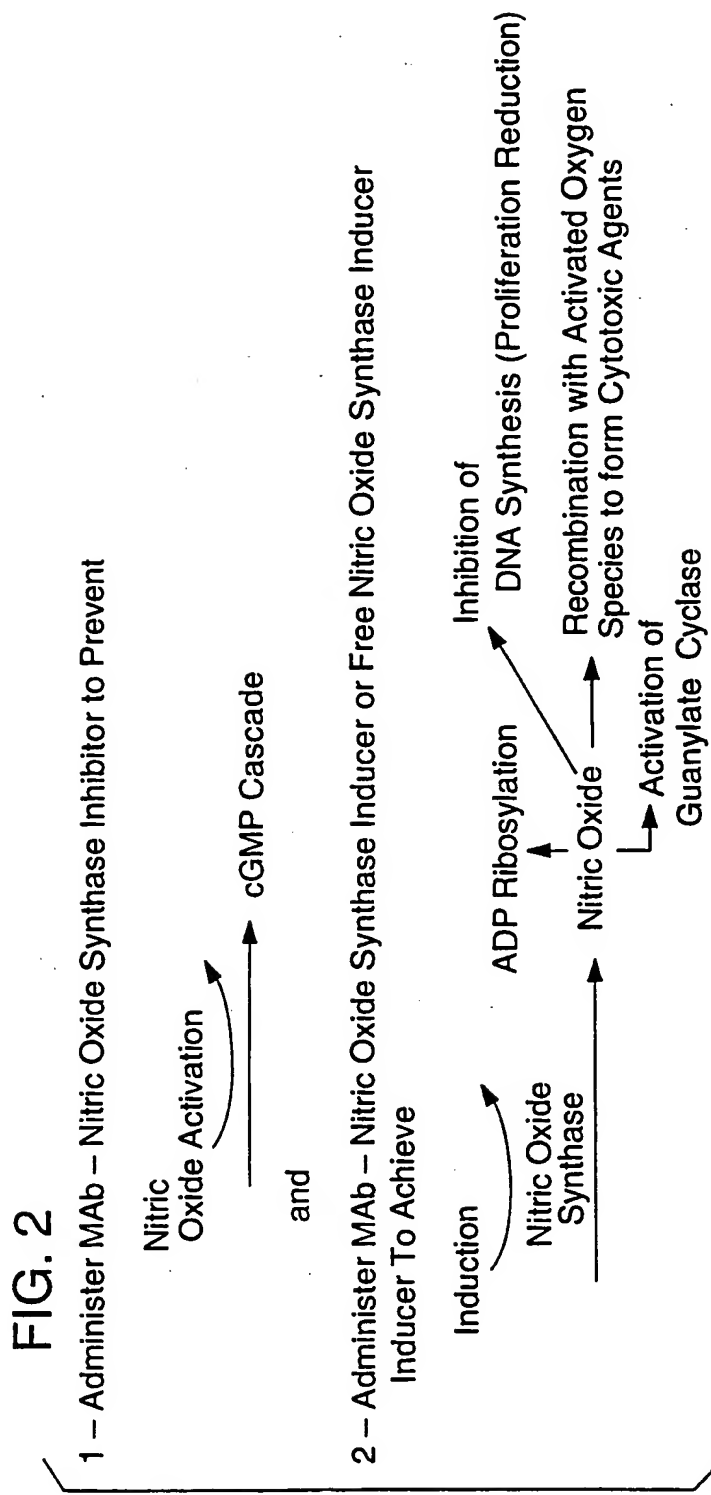 FIG. 2
1 – Administer MAb – Nitric Oxide Synthase Inhibitor to Prevent
Nitric
Oxide Activation
cGMP Cascade
and
2 – Administer MAb – Nitric Oxide Synthase Inducer or Free Nitric Oxide Synthase Inducer
Inducer To Achieve
Induction
Nitric Oxide
Synthase
ADP Ribosylation
Nitric Oxide
Inhibition of
DNA Synthesis (Proliferation Reduction)
Recombination with Activated Oxygen
Species to form Cytotoxic Agents
Activation of
Guanylate Cyclase